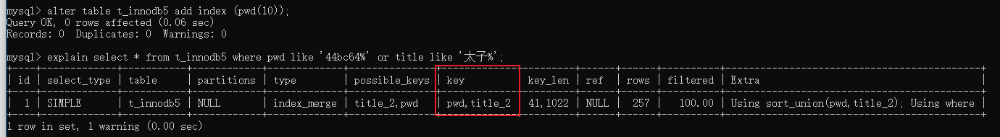 mysql> alter table t_innodb5 add index (pwd(10));
Query OK, 0 rows affected (0.06 sec)
Records: 0  Duplicates: 0  Warnings: 0
mysql> explain select * from t_innodb5 where pwd like '44bc64%' or title like '太子%';
+----+-------------+-----------+------------+-------------+---------------+-------------+---------+------+------+----------+--------------------------------------------+
| id | select_type | table     | partitions | type        | possible_keys | key         | key_len | ref  | rows | filtered | Extra                                      |
+----+-------------+-----------+------------+-------------+---------------+-------------+---------+------+------+----------+--------------------------------------------+
|  1 | SIMPLE      | t_innodb5 | NULL       | index_merge | title_2,pwd   | pwd,title_2 | 41,1022 | NULL |  257 |   100.00 | Using sort_union(pwd,title_2); Using where |
+----+-------------+-----------+------------+-------------+---------------+-------------+---------+------+------+----------+--------------------------------------------+
1 row in set, 1 warning (0.00 sec)